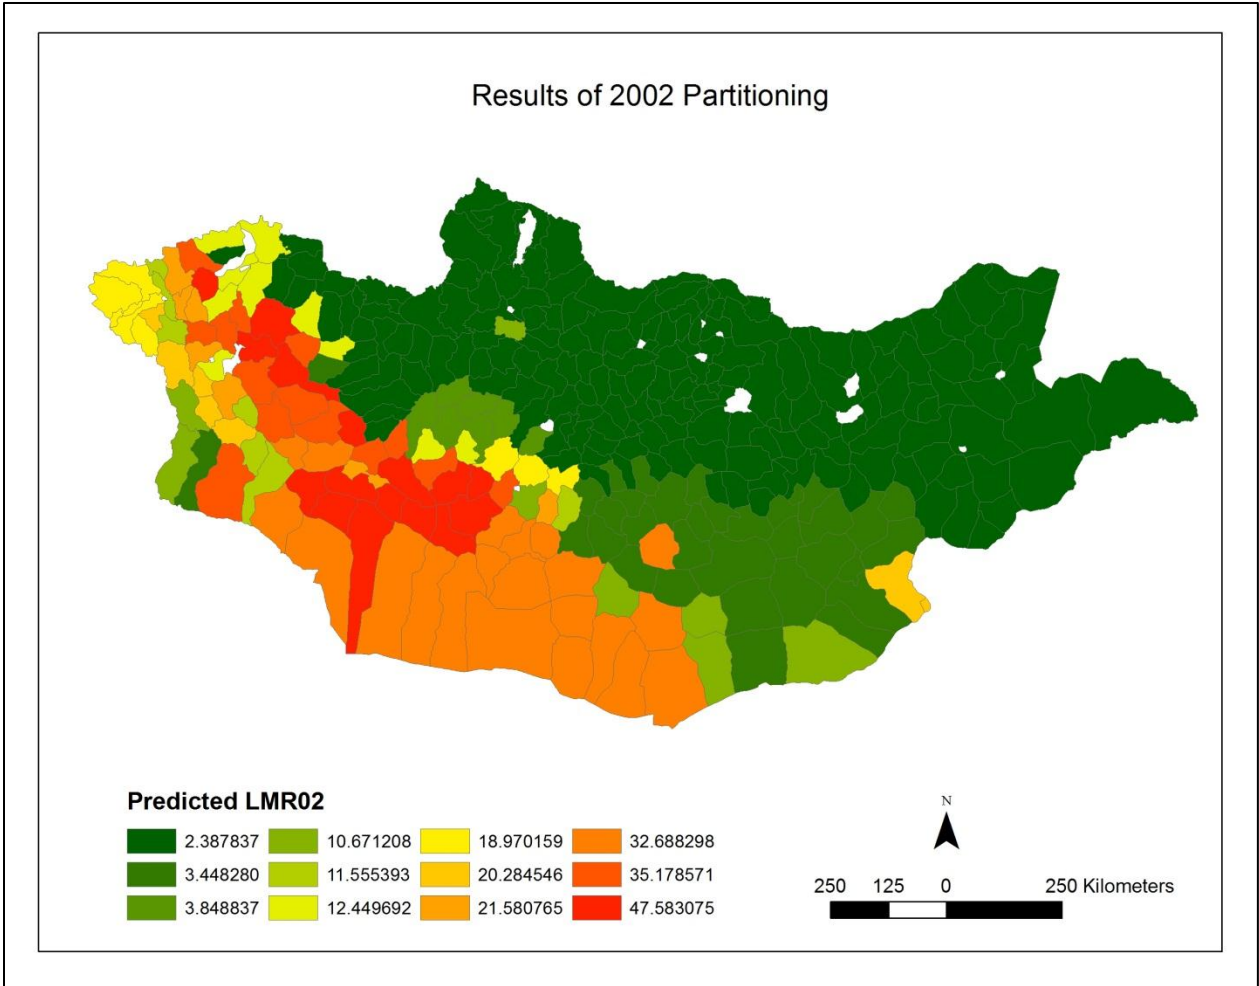 Results of 2002 Partitioning
Predicted LMR02
2.387837 10.671208 18.970159 32.688298
3.448280 11.555393 20.284546 35.178571
3.848837 12.449692 21.580765 47.583075
N
250 125 0 250 Kilometers